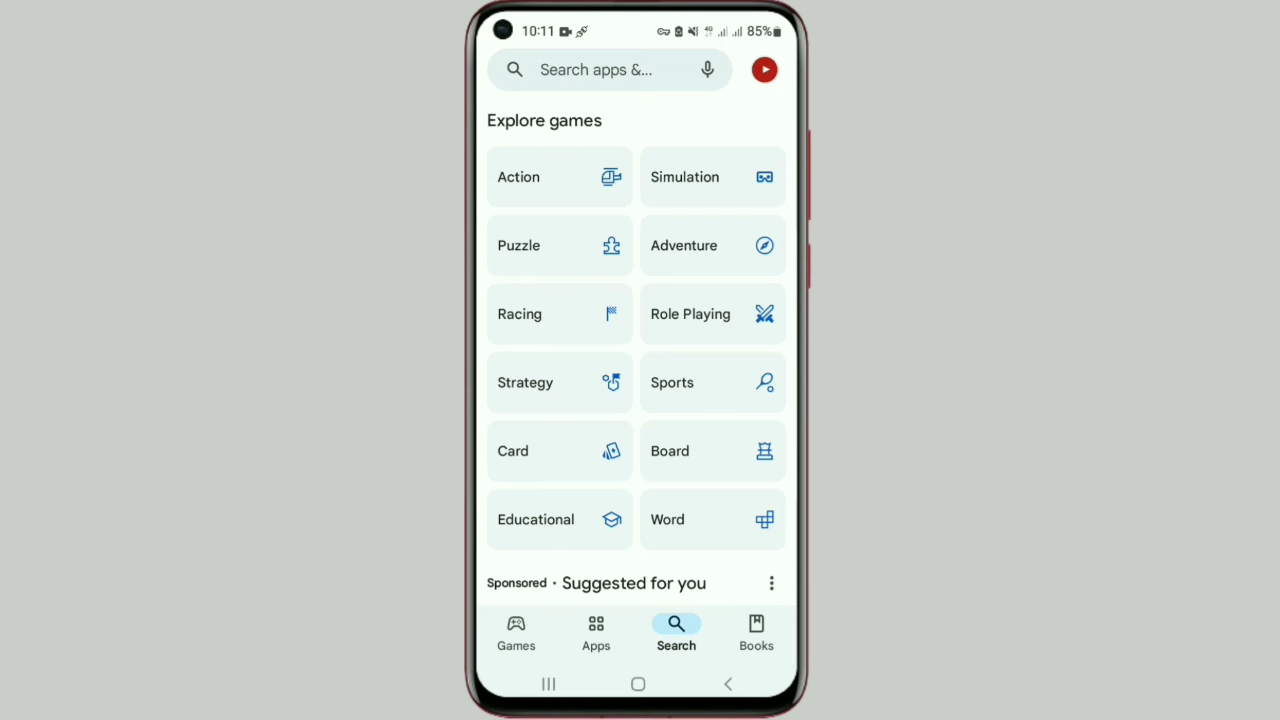 10:11 85%
Search apps &...
Explore games
Action Simulation
Puzzle Adventure
Racing Role Playing
Strategy Sports
Card Board
Educational Word
Sponsored · Suggested for you
Games Apps Search Books